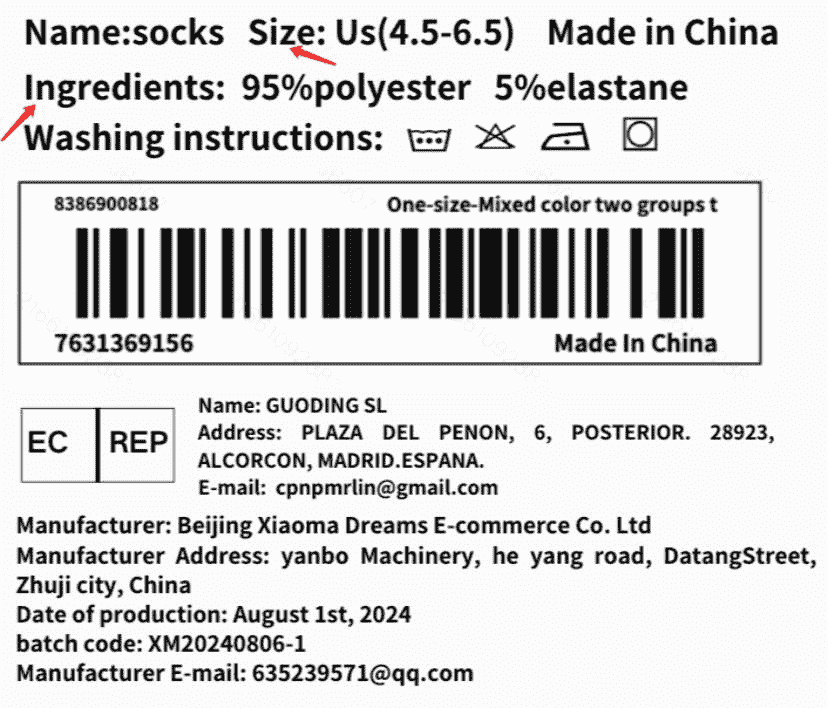 Name:socks Size: Us(4.5-6.5) Made in China
Ingredients: 95%polyester 5%elastane
Washing instructions:
8386900818 One-size-Mixed color two groups t
7631369156 Made In China
EC REP
Name: GUODING SL
Address: PLAZA DEL PENON, 6, POSTERIOR. 28923,
ALCORCON, MADRID.ESPANA.
E-mail: cpnpmrlin@gmail.com
Manufacturer: Beijing Xiaoma Dreams E-commerce Co. Ltd
Manufacturer Address: yanbo Machinery, he yang road, DatangStreet,
Zhuji city, China
Date of production: August 1st, 2024
batch code: XM20240806-1
Manufacturer E-mail: 635239571@qq.com